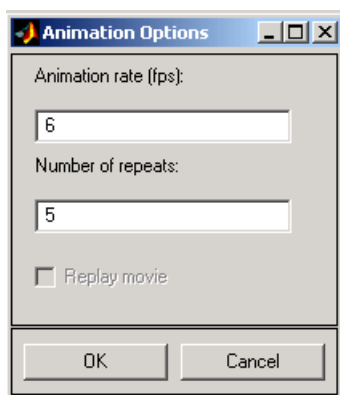 Animation Options
Animation rate (fps):
6
Number of repeats:
5
Replay movie
OK Cancel